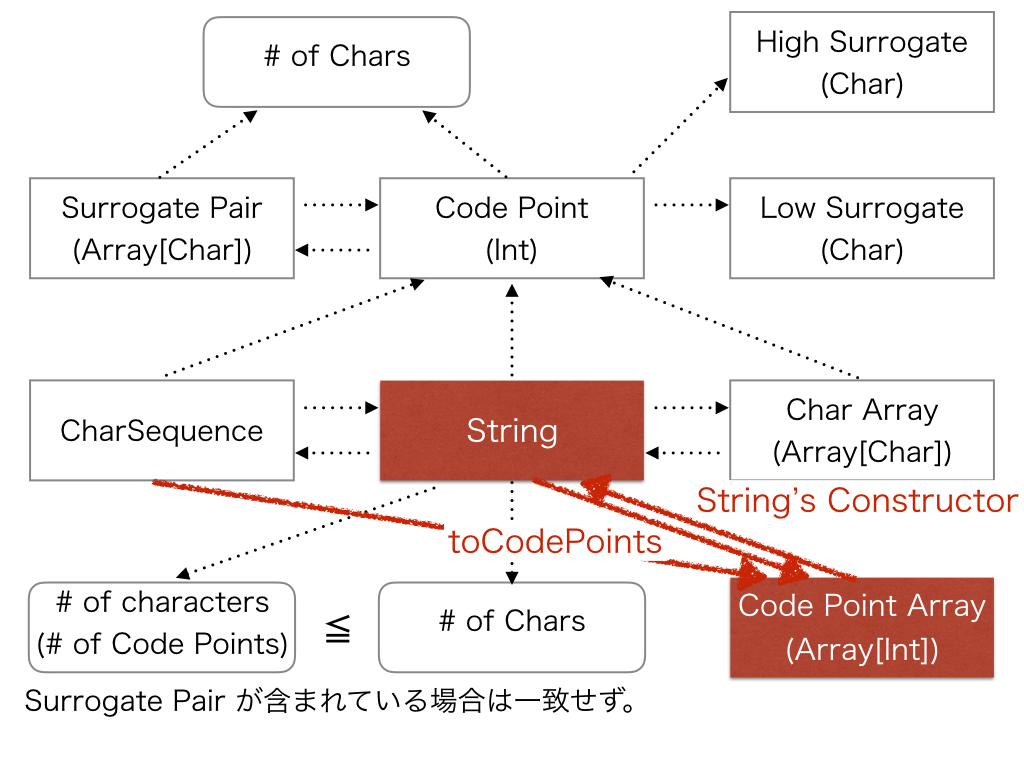 # of Chars
High Surrogate
(Char)
Surrogate Pair
(Array[Char])
Code Point
(Int)
Low Surrogate
(Char)
CharSequence
String
Char Array
(Array[Char])
String’s Constructor
toCodePoints
# of characters
(# of Code Points)
≦
# of Chars
Code Point Array
(Array[Int])
Surrogate Pair が含まれている場合は一致せず。